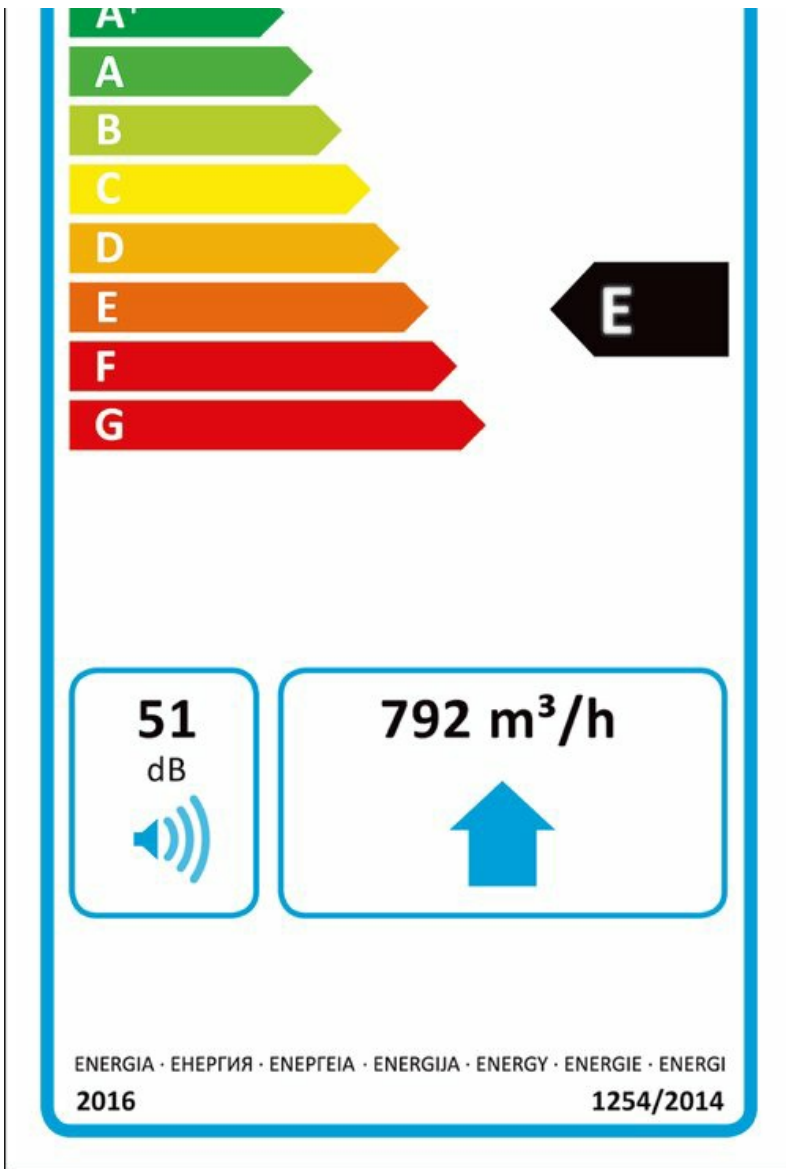 A⁺
A
B
C
D
E
E
F
G
51
dB
792 m³/h
ENERGIA · ЕНЕРГИЯ · ΕΝΕΡΓΕΙΑ · ENERGIJA · ENERGY · ENERGIE · ENERGI
2016
1254/2014